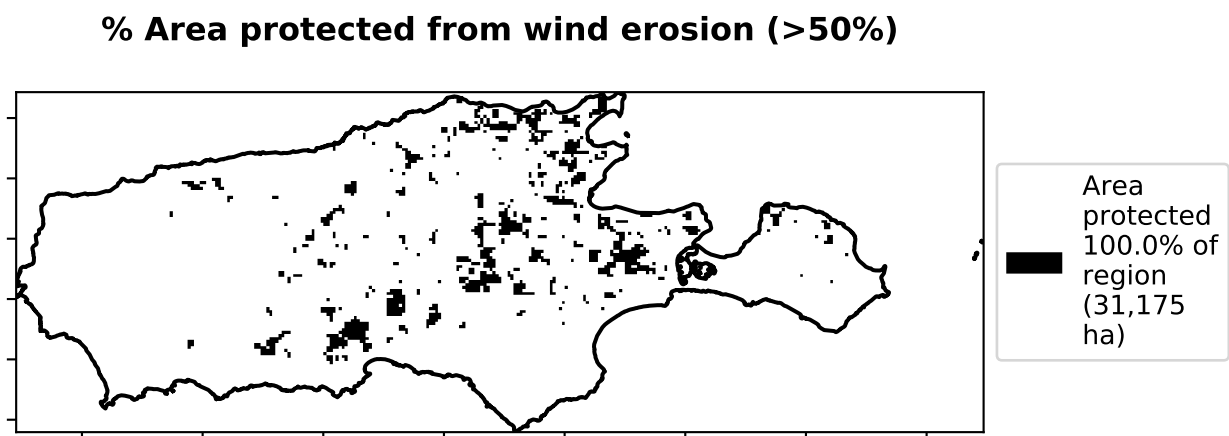 % Area protected from wind erosion (>50%)
Area
protected
100.0% of
region
(31,175
ha)